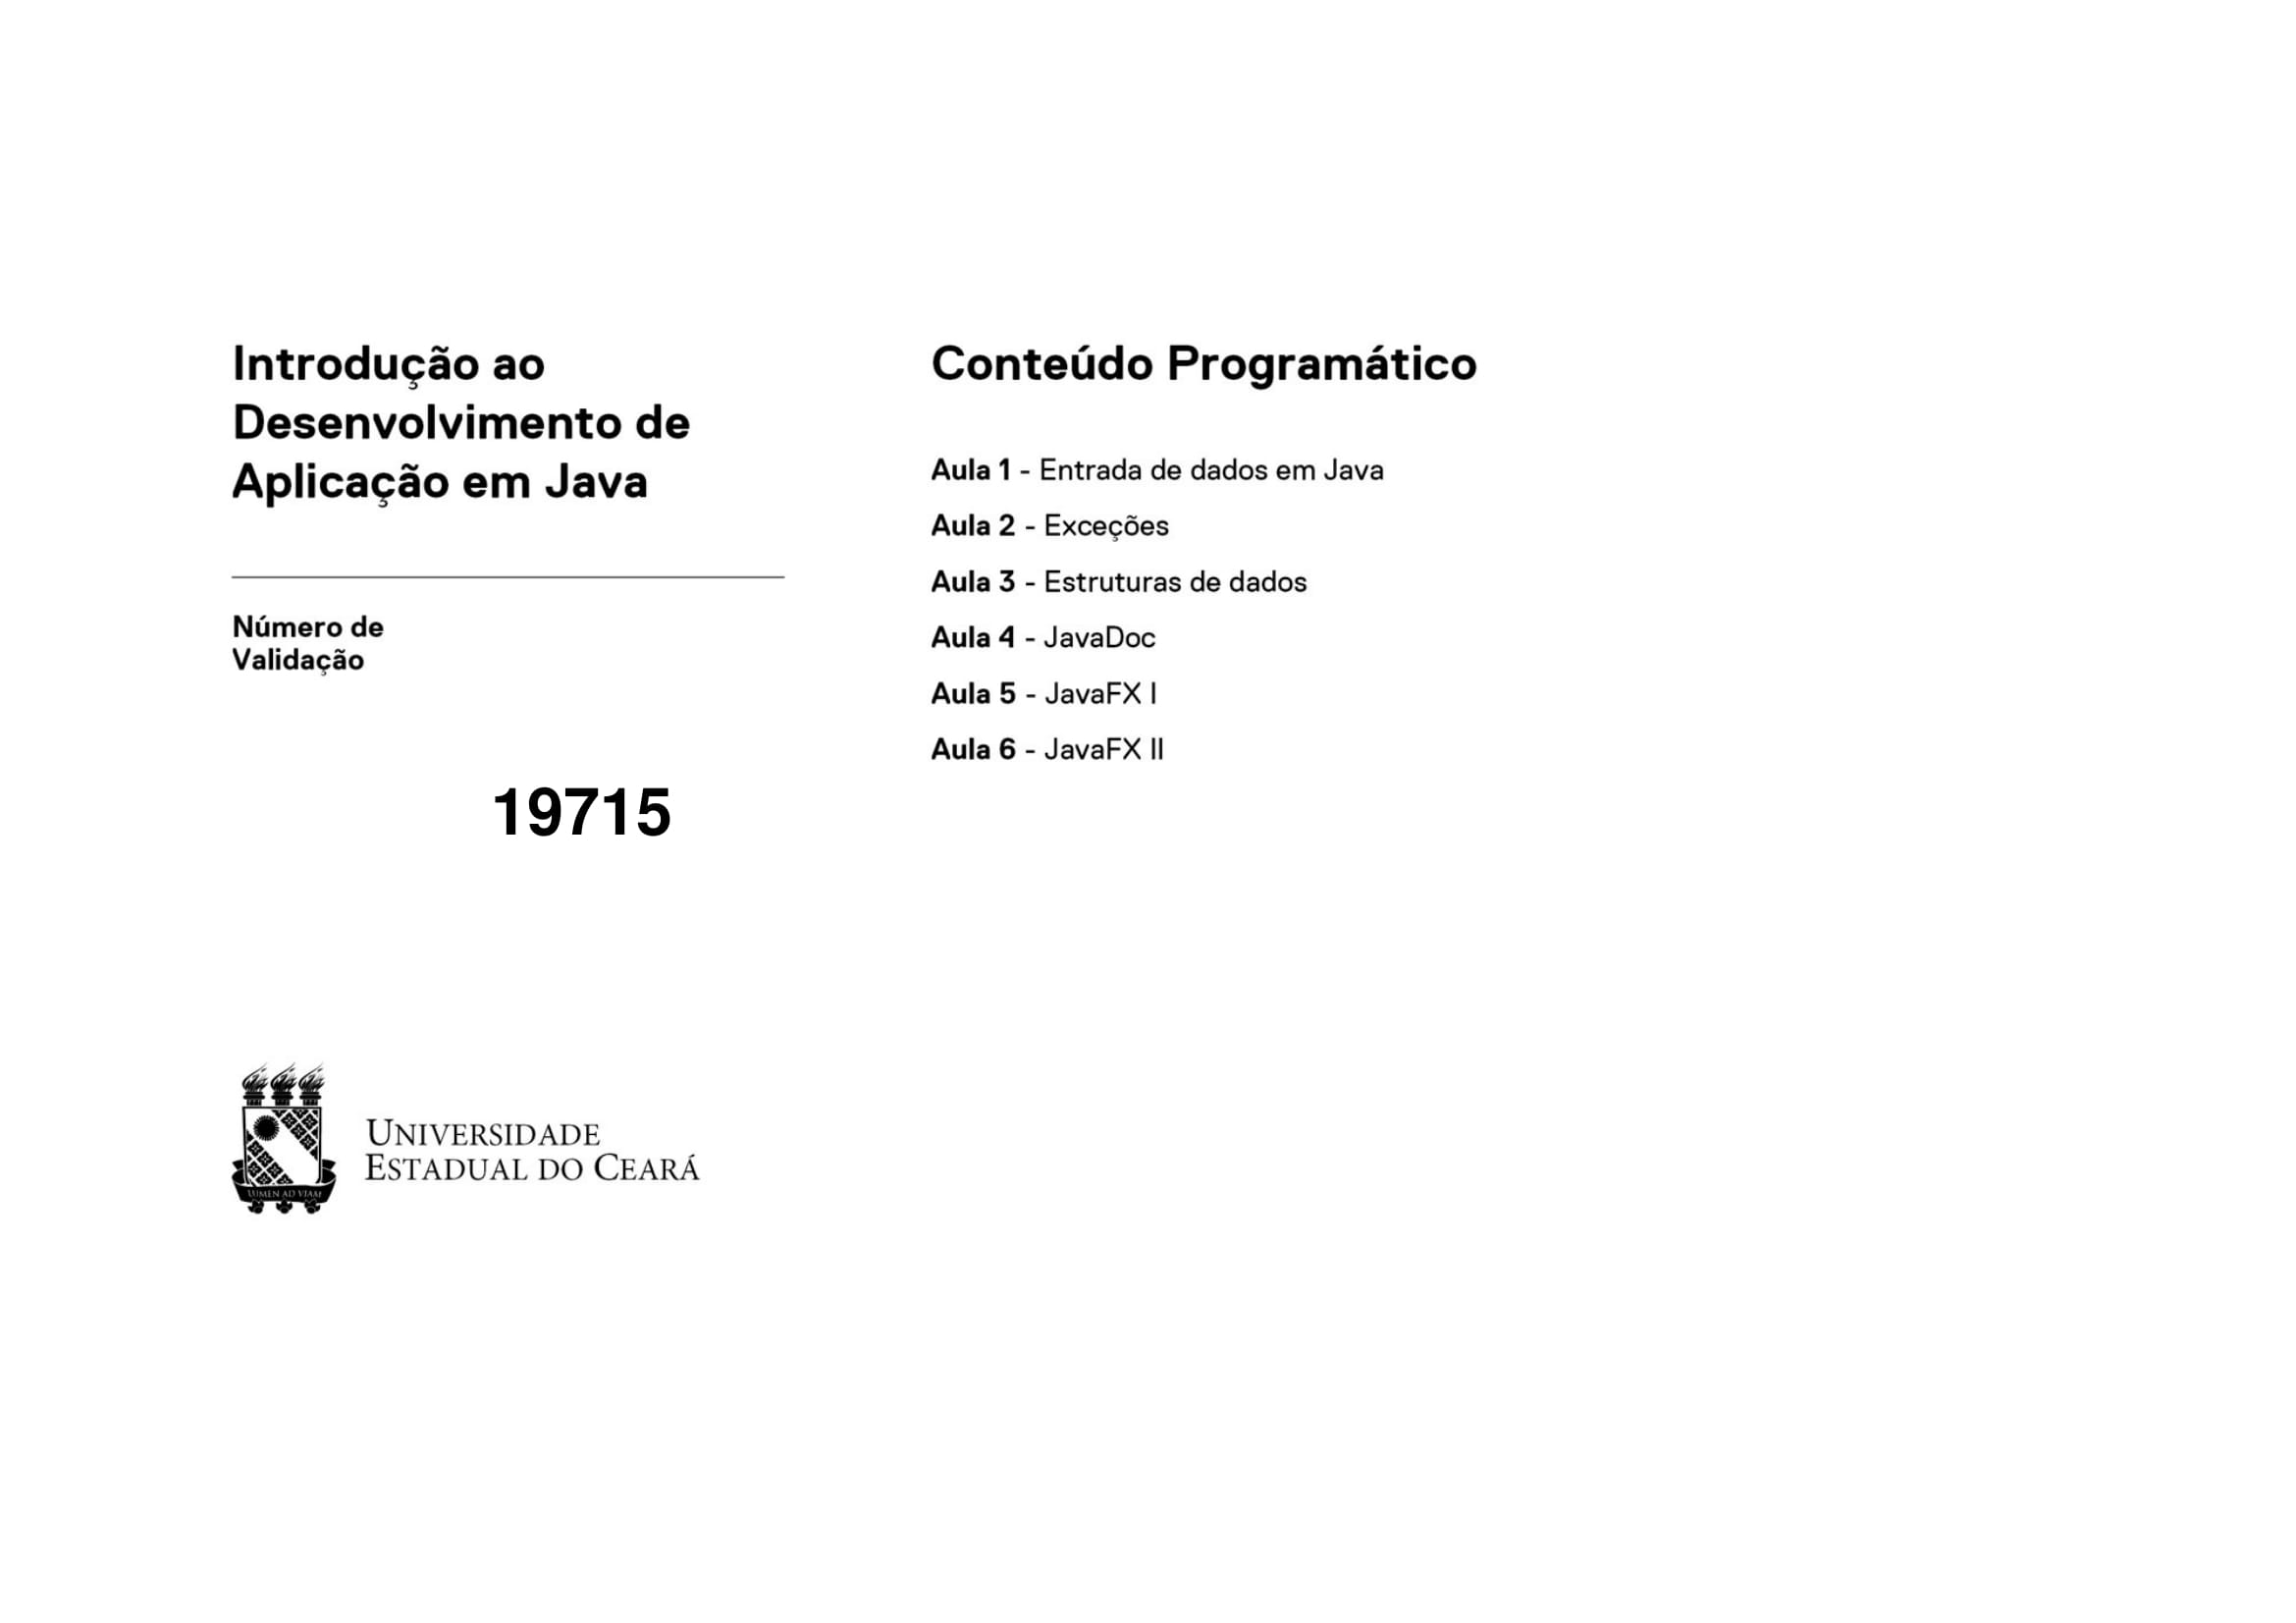 Introdução ao
Desenvolvimento de
Aplicação em Java
Número de
Validação
19715
Conteúdo Programático
Aula 1 - Entrada de dados em Java
Aula 2 - Exceções
Aula 3 - Estruturas de dados
Aula 4 - JavaDoc
Aula 5 - JavaFX I
Aula 6 - JavaFX II
LUMEN AD VIAM
UNIVERSIDADE
ESTADUAL DO CEARÁ